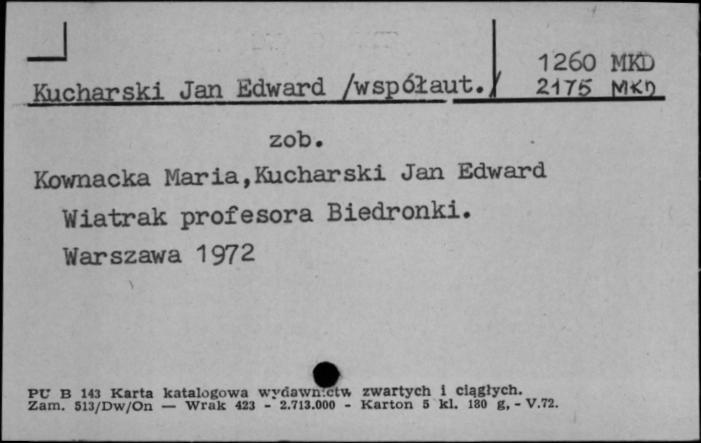 1260 MKD
Kucharski Jan Edward /współaut./ 2175 MKD
zob.
Kownacka Maria,Kucharski Jan Edward
Wiatrak profesora Biedronki.
Warszawa 1972
PU B 143 Karta katalogowa wydawnictw zwartych i ciągłych.
Zam. 513/Dw/On — Wrak 423 - 2.713.000 - Karton 5 kl. 180 g, - V.72.